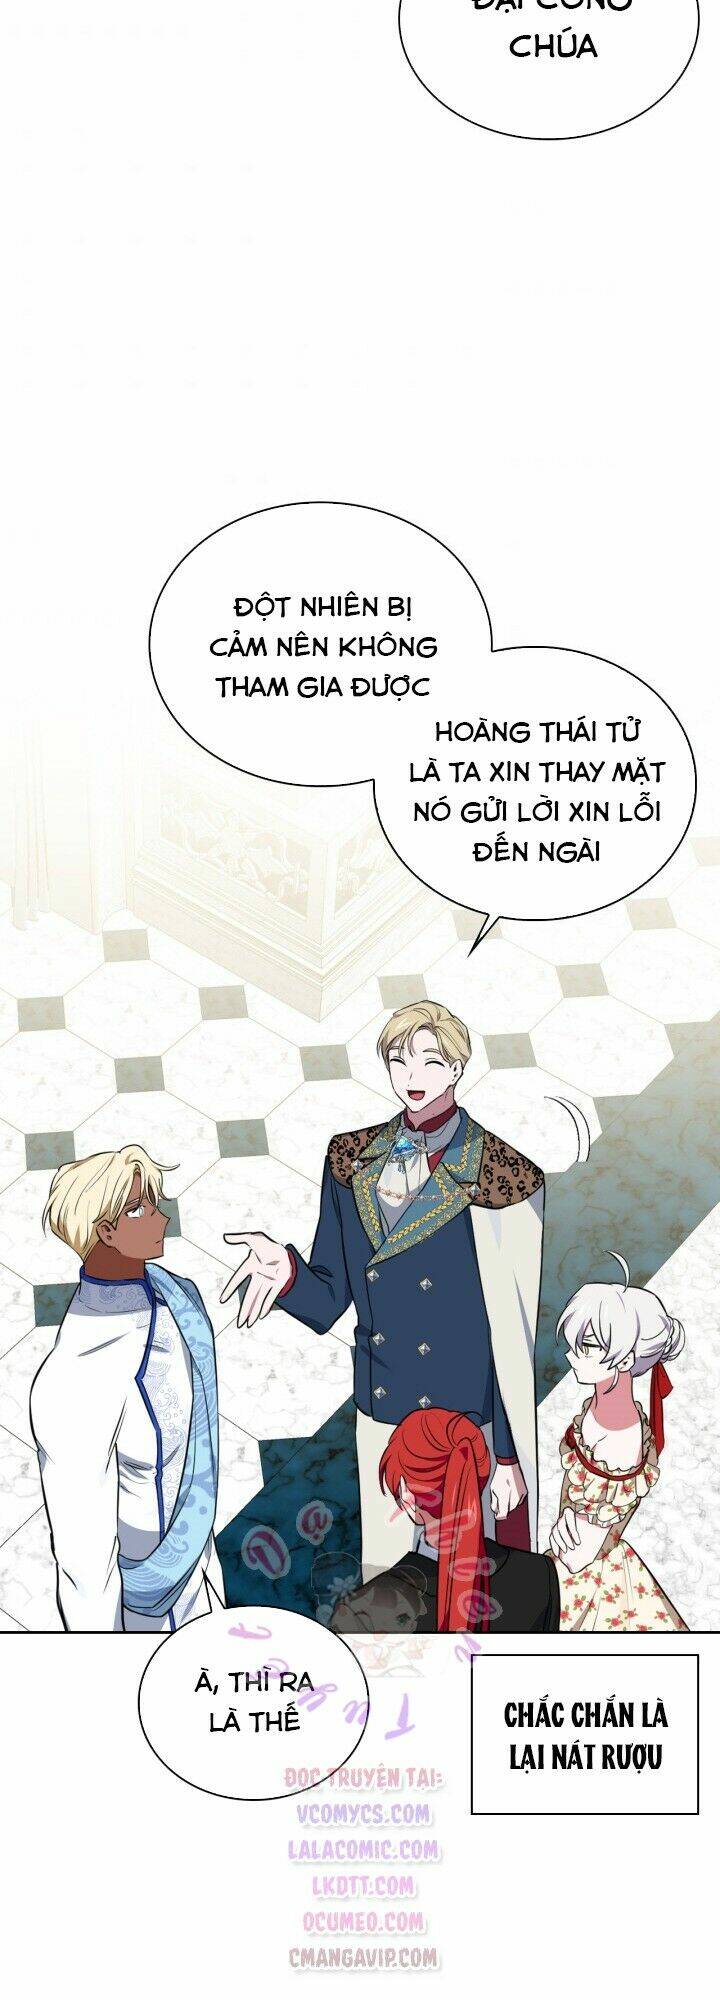 ĐẠI CÔNG
CHÚA
ĐỘT NHIÊN BỊ
CẢM NÊN KHÔNG
THAM GIA ĐƯỢC
HOÀNG THÁI TỬ
LÀ TA XIN THAY MẶT
NÓ GỬI LỜI XIN LỖI
ĐẾN NGÀI
À, THÌ RA
LÀ THẾ
CHẮC CHẮN LÀ
LẠI NÁT RƯỢU
ĐỌC TRUYỆN TẠI:
VCOMYCS.COM
LALACOMIC.COM
LKDTT.COM
OCUMEO.COM
CMANGAVIP.COM